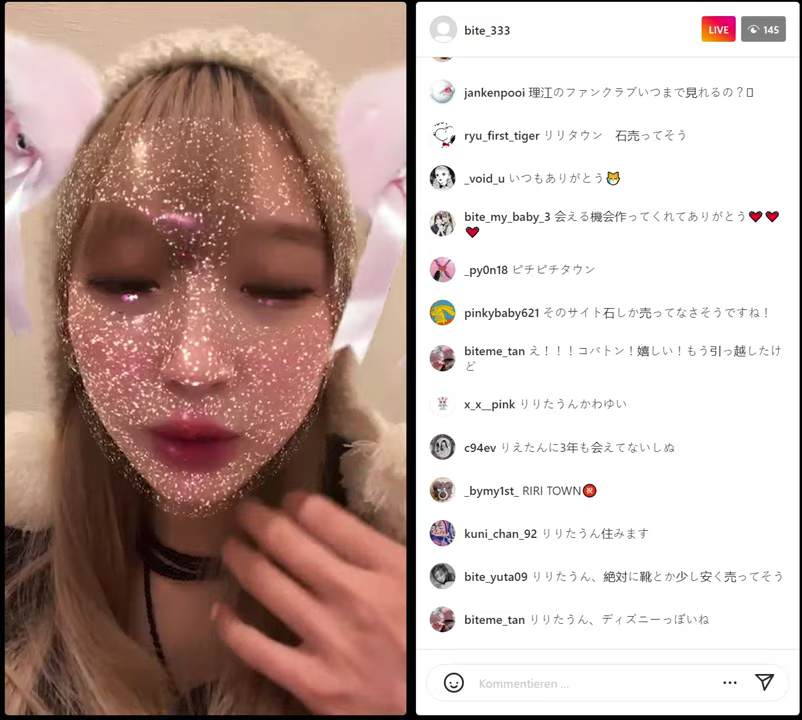 bite_333
LIVE
145
jankenpooi 理江のファンクラブいつまで見れるの？
ryu_first_tiger リリタウン　石売ってそう
_void_u いつもありがとう🐱
bite_my_baby_3 会える機会作ってくれてありがとう❤❤
❤
_py0n18 ピチピチタウン
pinkybaby621 そのサイト石しか売ってなさそうですね！
biteme_tan え！！！コバトン！嬉しい！もう引っ越したけ
ど
x_x__pink りりたうんかわゆい
c94ev りえたんに3年も会えてないしぬ
_bymy1st_ RIRI TOWN㊗
kuni_chan_92 りりたうん住みます
bite_yuta09 りりたうん、絶対に靴とか少し安く売ってそう
biteme_tan りりたうん、ディズニーっぽいね
Kommentieren ...